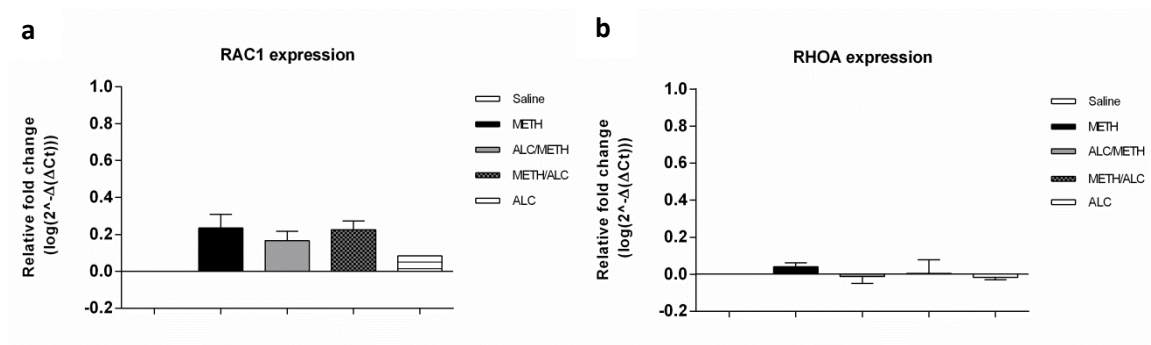 a
RAC1 expression
Relative fold change
(log(2^-Δ(ΔCt)))
1.0
0.8
0.6
0.4
0.2
0.0
-0.2
Saline
METH
ALC/METH
METH/ALC
ALC
b
RHOA expression
Relative fold change
(log(2^-Δ(ΔCt)))
1.0
0.8
0.6
0.4
0.2
0.0
-0.2
Saline
METH
ALC/METH
METH/ALC
ALC